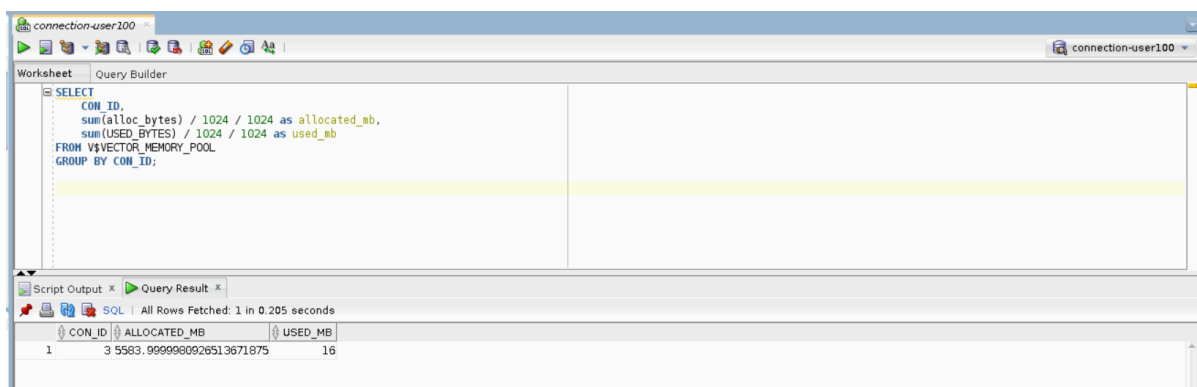 connection-user100
connection-user100
Worksheet Query Builder
SELECT
CON_ID,
sum(alloc_bytes) / 1024 / 1024 as allocated_mb,
sum(USED_BYTES) / 1024 / 1024 as used_mb
FROM V$VECTOR_MEMORY_POOL
GROUP BY CON_ID;
Script Output x Query Result x
SQL | All Rows Fetched: 1 in 0.205 seconds
CON_ID ALLOCATED_MB USED_MB
1 3 5583.9999980926513671875 16